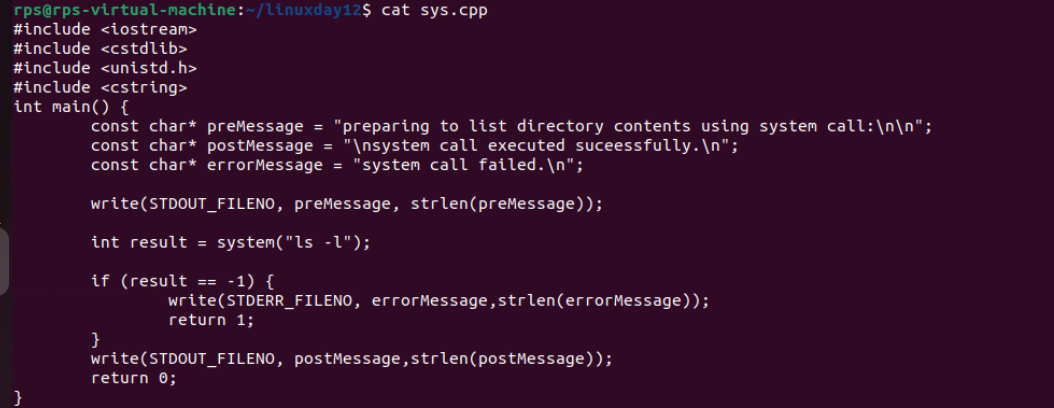 rps@rps-virtual-machine:~/linuxday12$ cat sys.cpp
#include <iostream>
#include <cstdlib>
#include <unistd.h>
#include <cstring>
int main() {
        const char* preMessage = "preparing to list directory contents using system call:\n\n";
        const char* postMessage = "\nsystem call executed suceessfully.\n";
        const char* errorMessage = "system call failed.\n";

        write(STDOUT_FILENO, preMessage, strlen(preMessage));

        int result = system("ls -l");

        if (result == -1) {
                write(STDERR_FILENO, errorMessage,strlen(errorMessage));
                return 1;
        }
        write(STDOUT_FILENO, postMessage,strlen(postMessage));
        return 0;
}